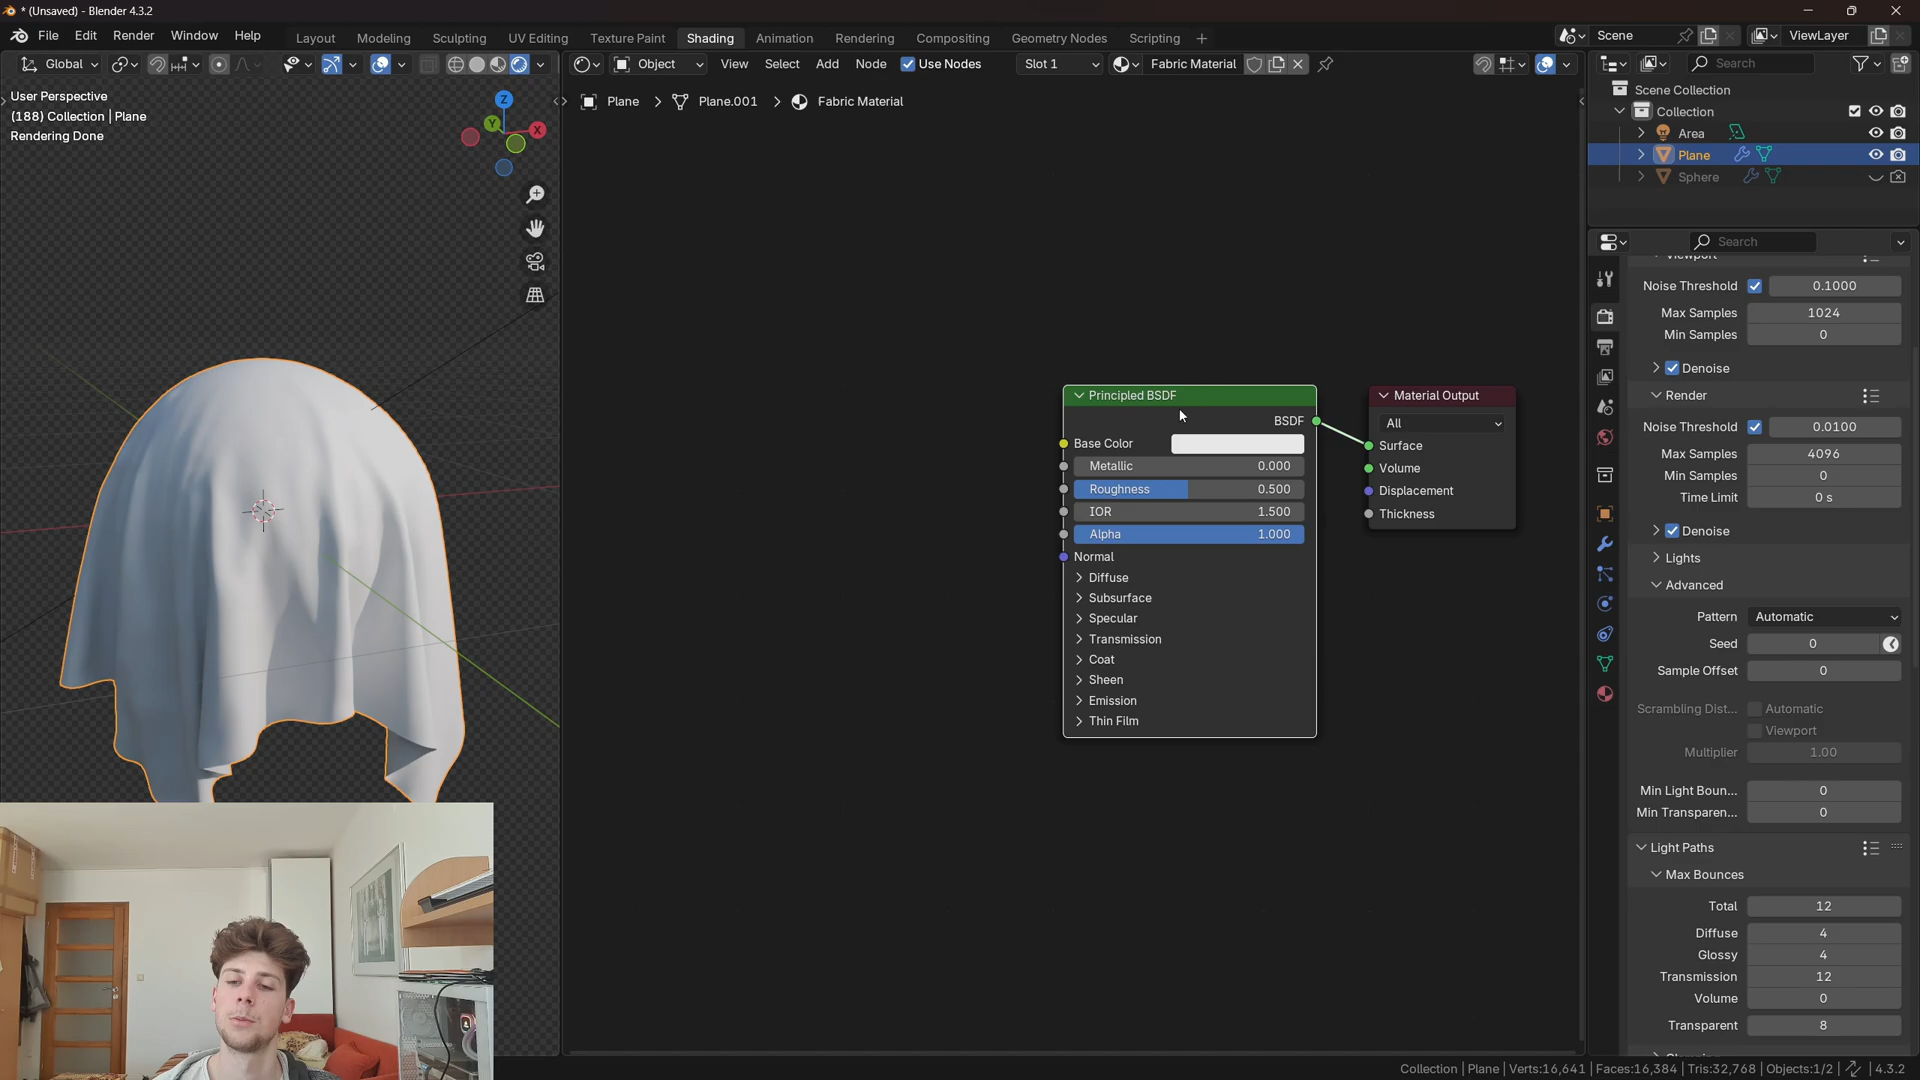 * (Unsaved) - Blender 4.3.2
File Edit Render Window Help
Layout Modeling Sculpting UV Editing Texture Paint Shading Animation Rendering Compositing Geometry Nodes Scripting +
Scene
ViewLayer
Global
Object View Select Add Node Use Nodes Slot 1 Fabric Material
Search
User Perspective
(188) Collection | Plane
Rendering Done
Z
Y
X
Plane > Plane.001 > Fabric Material
Scene Collection
Collection
Area
Plane
Sphere
Search
Principled BSDF
BSDF
Base Color
Metallic 0.000
Roughness 0.500
IOR 1.500
Alpha 1.000
Normal
Diffuse
Subsurface
Specular
Transmission
Coat
Sheen
Emission
Thin Film
Material Output
All
Surface
Volume
Displacement
Thickness
Viewport
Noise Threshold 0.1000
Max Samples 1024
Min Samples 0
Denoise
Render
Noise Threshold 0.0100
Max Samples 4096
Min Samples 0
Time Limit 0 s
Denoise
Lights
Advanced
Pattern Automatic
Seed 0
Sample Offset 0
Scrambling Dist... Automatic
Viewport
Multiplier 1.00
Min Light Boun... 0
Min Transparen... 0
Light Paths
Max Bounces
Total 12
Diffuse 4
Glossy 4
Transmission 12
Volume 0
Transparent 8
Collection | Plane | Verts:16,641 | Faces:16,384 | Tris:32,768 | Objects:1/2 | 4.3.2